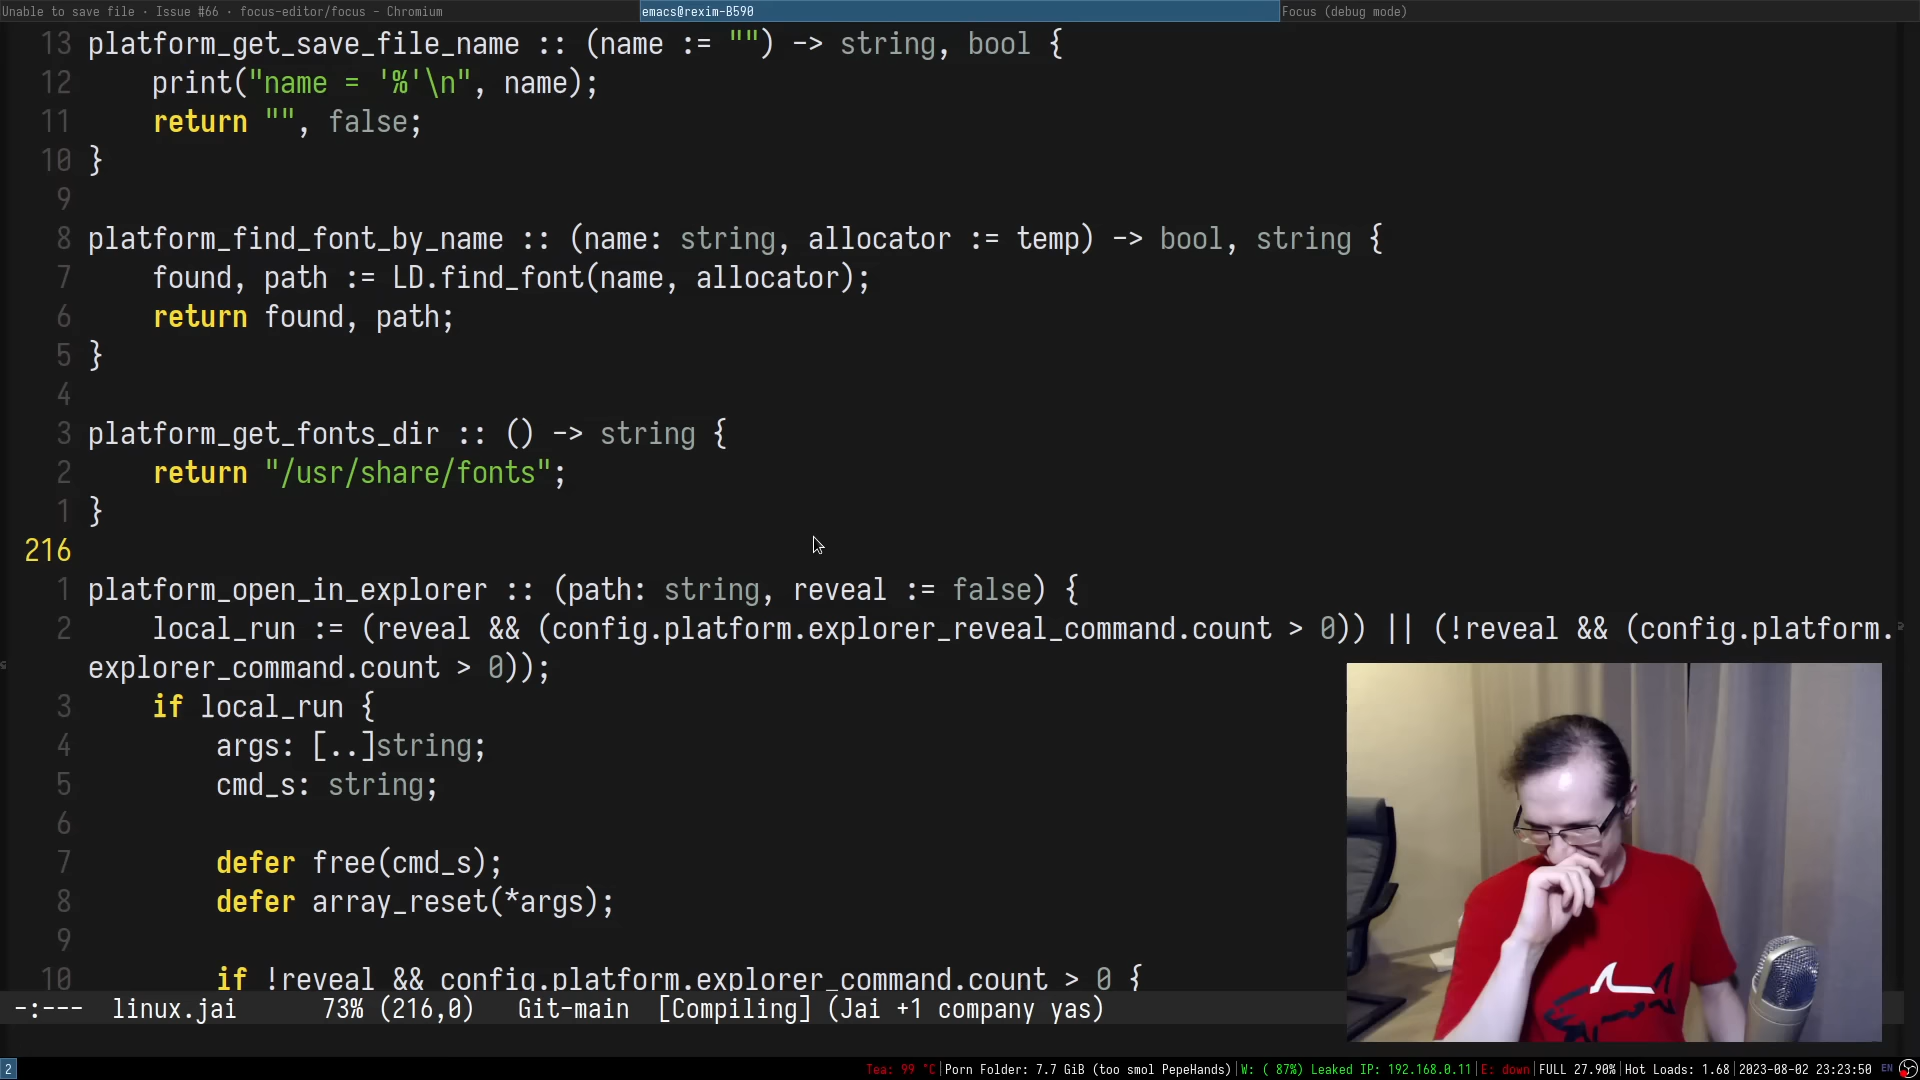 Unable to save file · Issue #66 · focus-editor/focus - Chromium
emacs@rexim-B590
Focus (debug mode)
13 platform_get_save_file_name :: (name := "") -> string, bool {
12     print("name = '%'\n", name);
11     return "", false;
10 }
9
8 platform_find_font_by_name :: (name: string, allocator := temp) -> bool, string {
7     found, path := LD.find_font(name, allocator);
6     return found, path;
5 }
4
3 platform_get_fonts_dir :: () -> string {
2     return "/usr/share/fonts";
1 }
216
1 platform_open_in_explorer :: (path: string, reveal := false) {
2     local_run := (reveal && (config.platform.explorer_reveal_command.count > 0)) || (!reveal && (config.platform.
explorer_command.count > 0));
3     if local_run {
4         args: [..]string;
5         cmd_s: string;
6
7         defer free(cmd_s);
8         defer array_reset(*args);
9
10         if !reveal && config.platform.explorer_command.count > 0 {
-:---  linux.jai      73% (216,0)   Git-main  [Compiling] (Jai +1 company yas)
2
Tea: 99 °C|Porn Folder: 7.7 GiB (too smol PepeHands)|W: ( 87%) Leaked IP: 192.168.0.11|E: down|FULL 27.90%|Hot Loads: 1.68|2023-08-02 23:23:50 EN